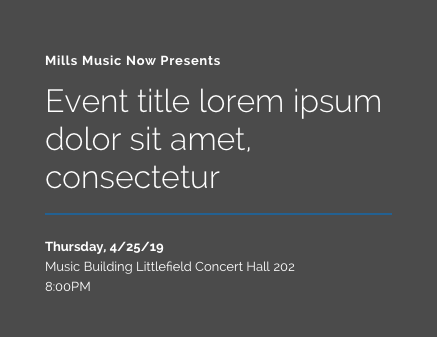 Mills Music Now Presents
Event title lorem ipsum
dolor sit amet,
consectetur
Thursday, 4/25/19
Music Building Littlefield Concert Hall 202
8:00PM